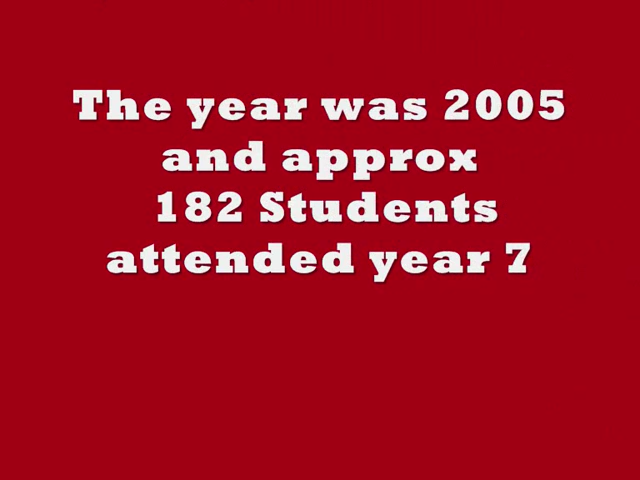 The year was 2005
and approx
182 Students
attended year 7